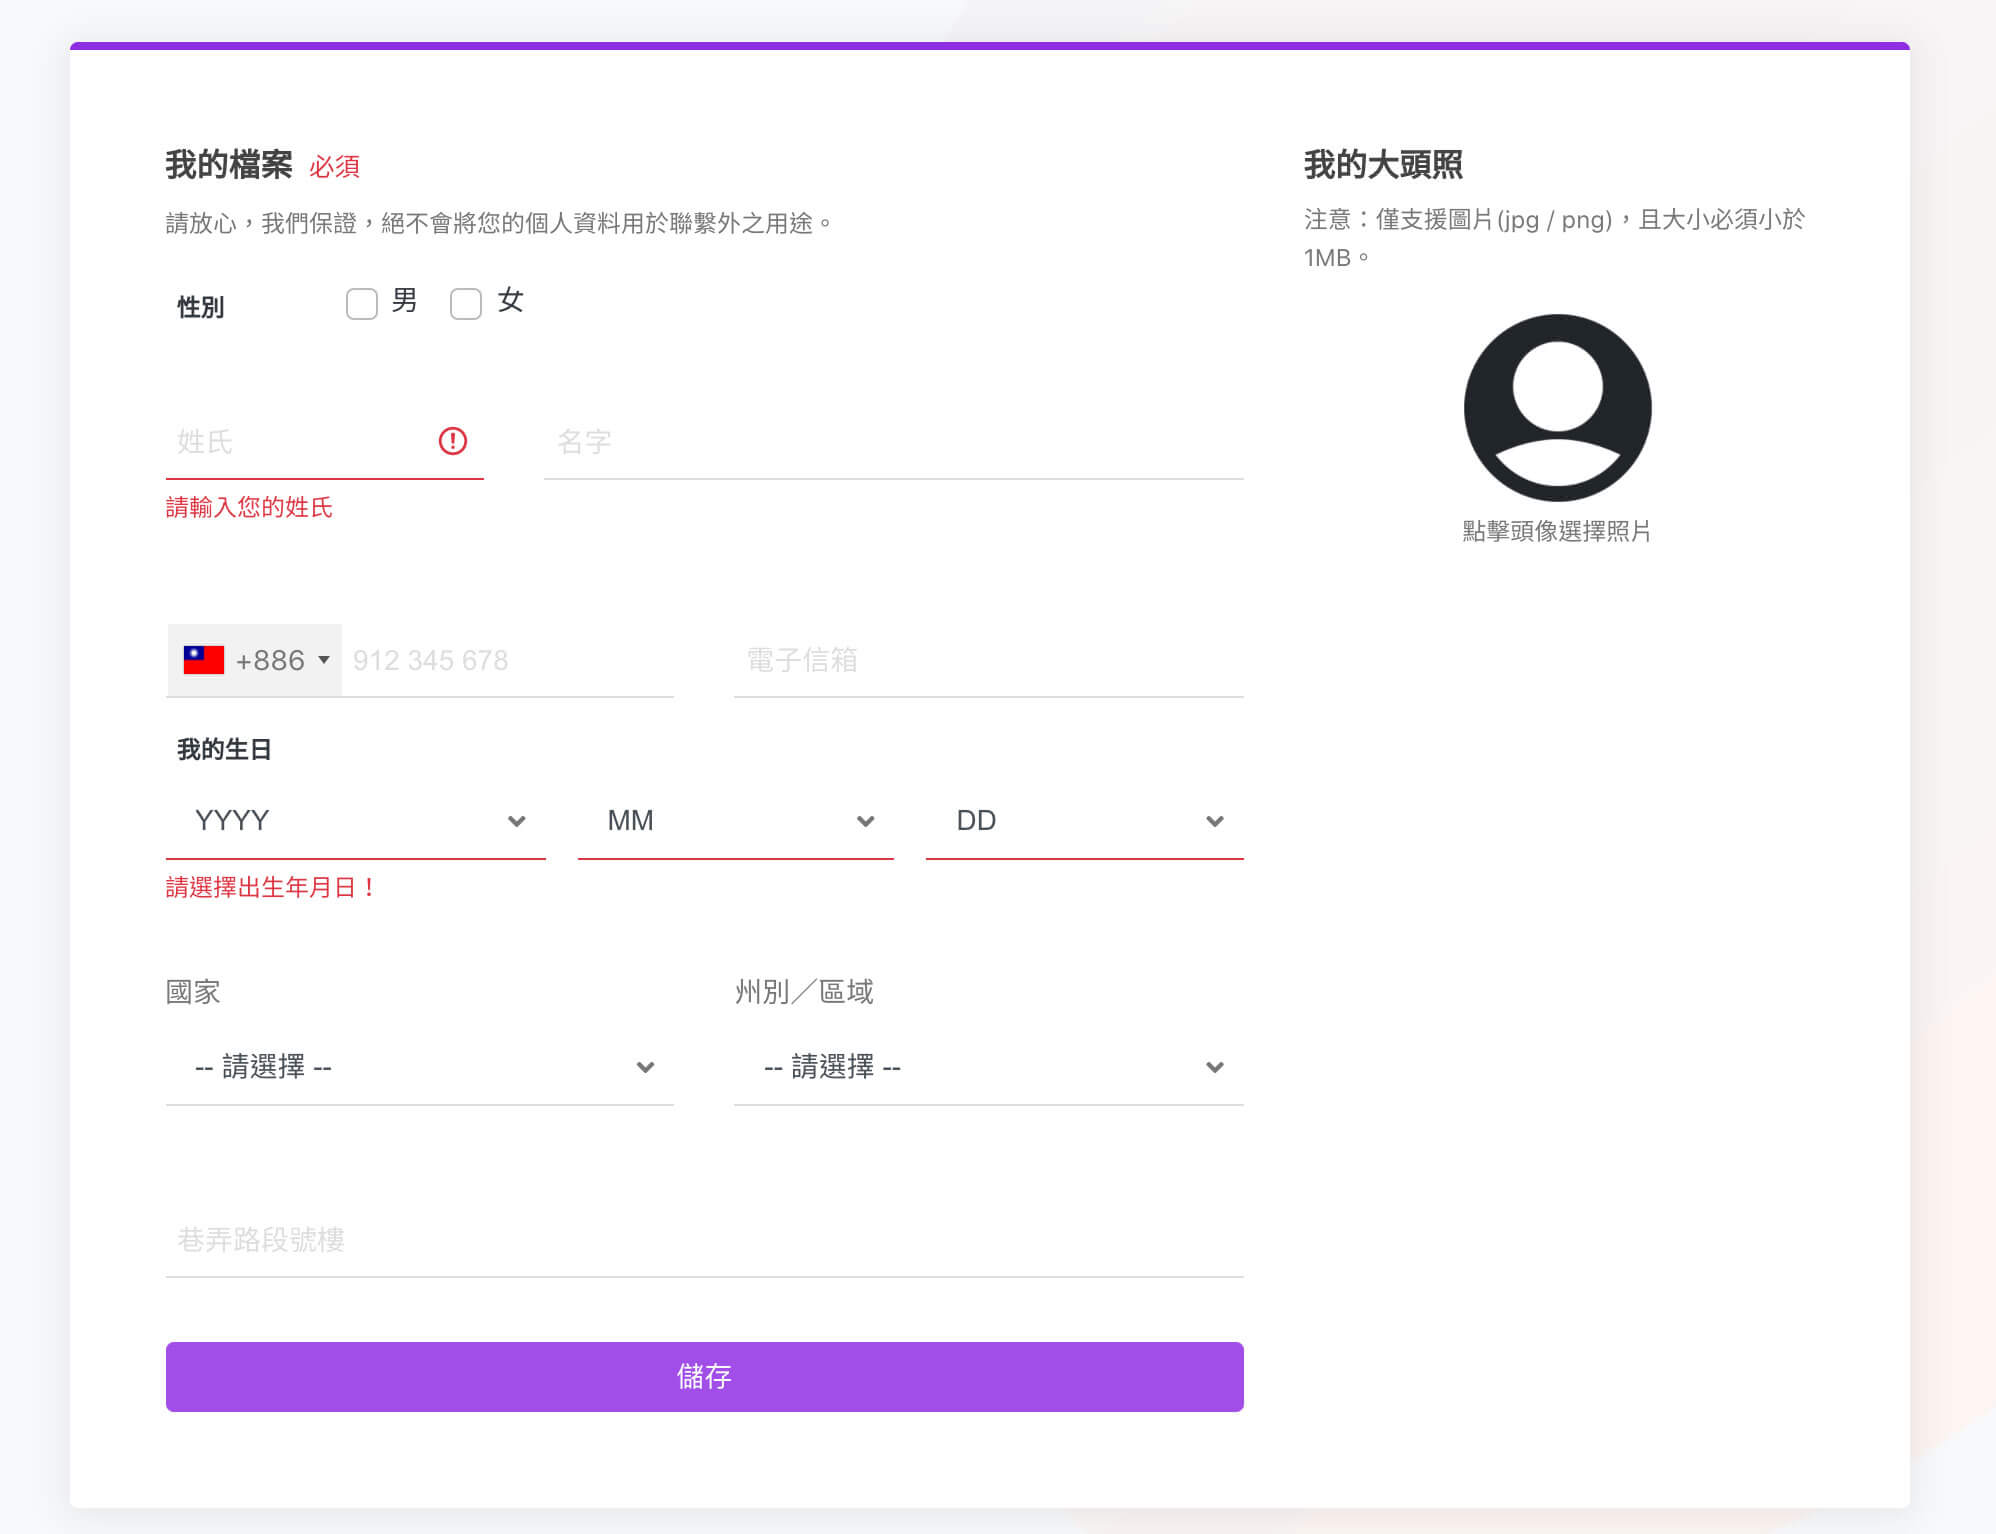 我的檔案 必須
請放心，我們保證，絕不會將您的個人資料用於聯繫外之用途。
性別 男 女
姓氏 名字
請輸入您的姓氏
+886 912 345 678 電子信箱
我的生日
YYYY MM DD
請選擇出生年月日！
國家 州別／區域
-- 請選擇 -- -- 請選擇 --
巷弄路段號樓
儲存
我的大頭照
注意：僅支援圖片(jpg / png)，且大小必須小於
1MB。
點擊頭像選擇照片